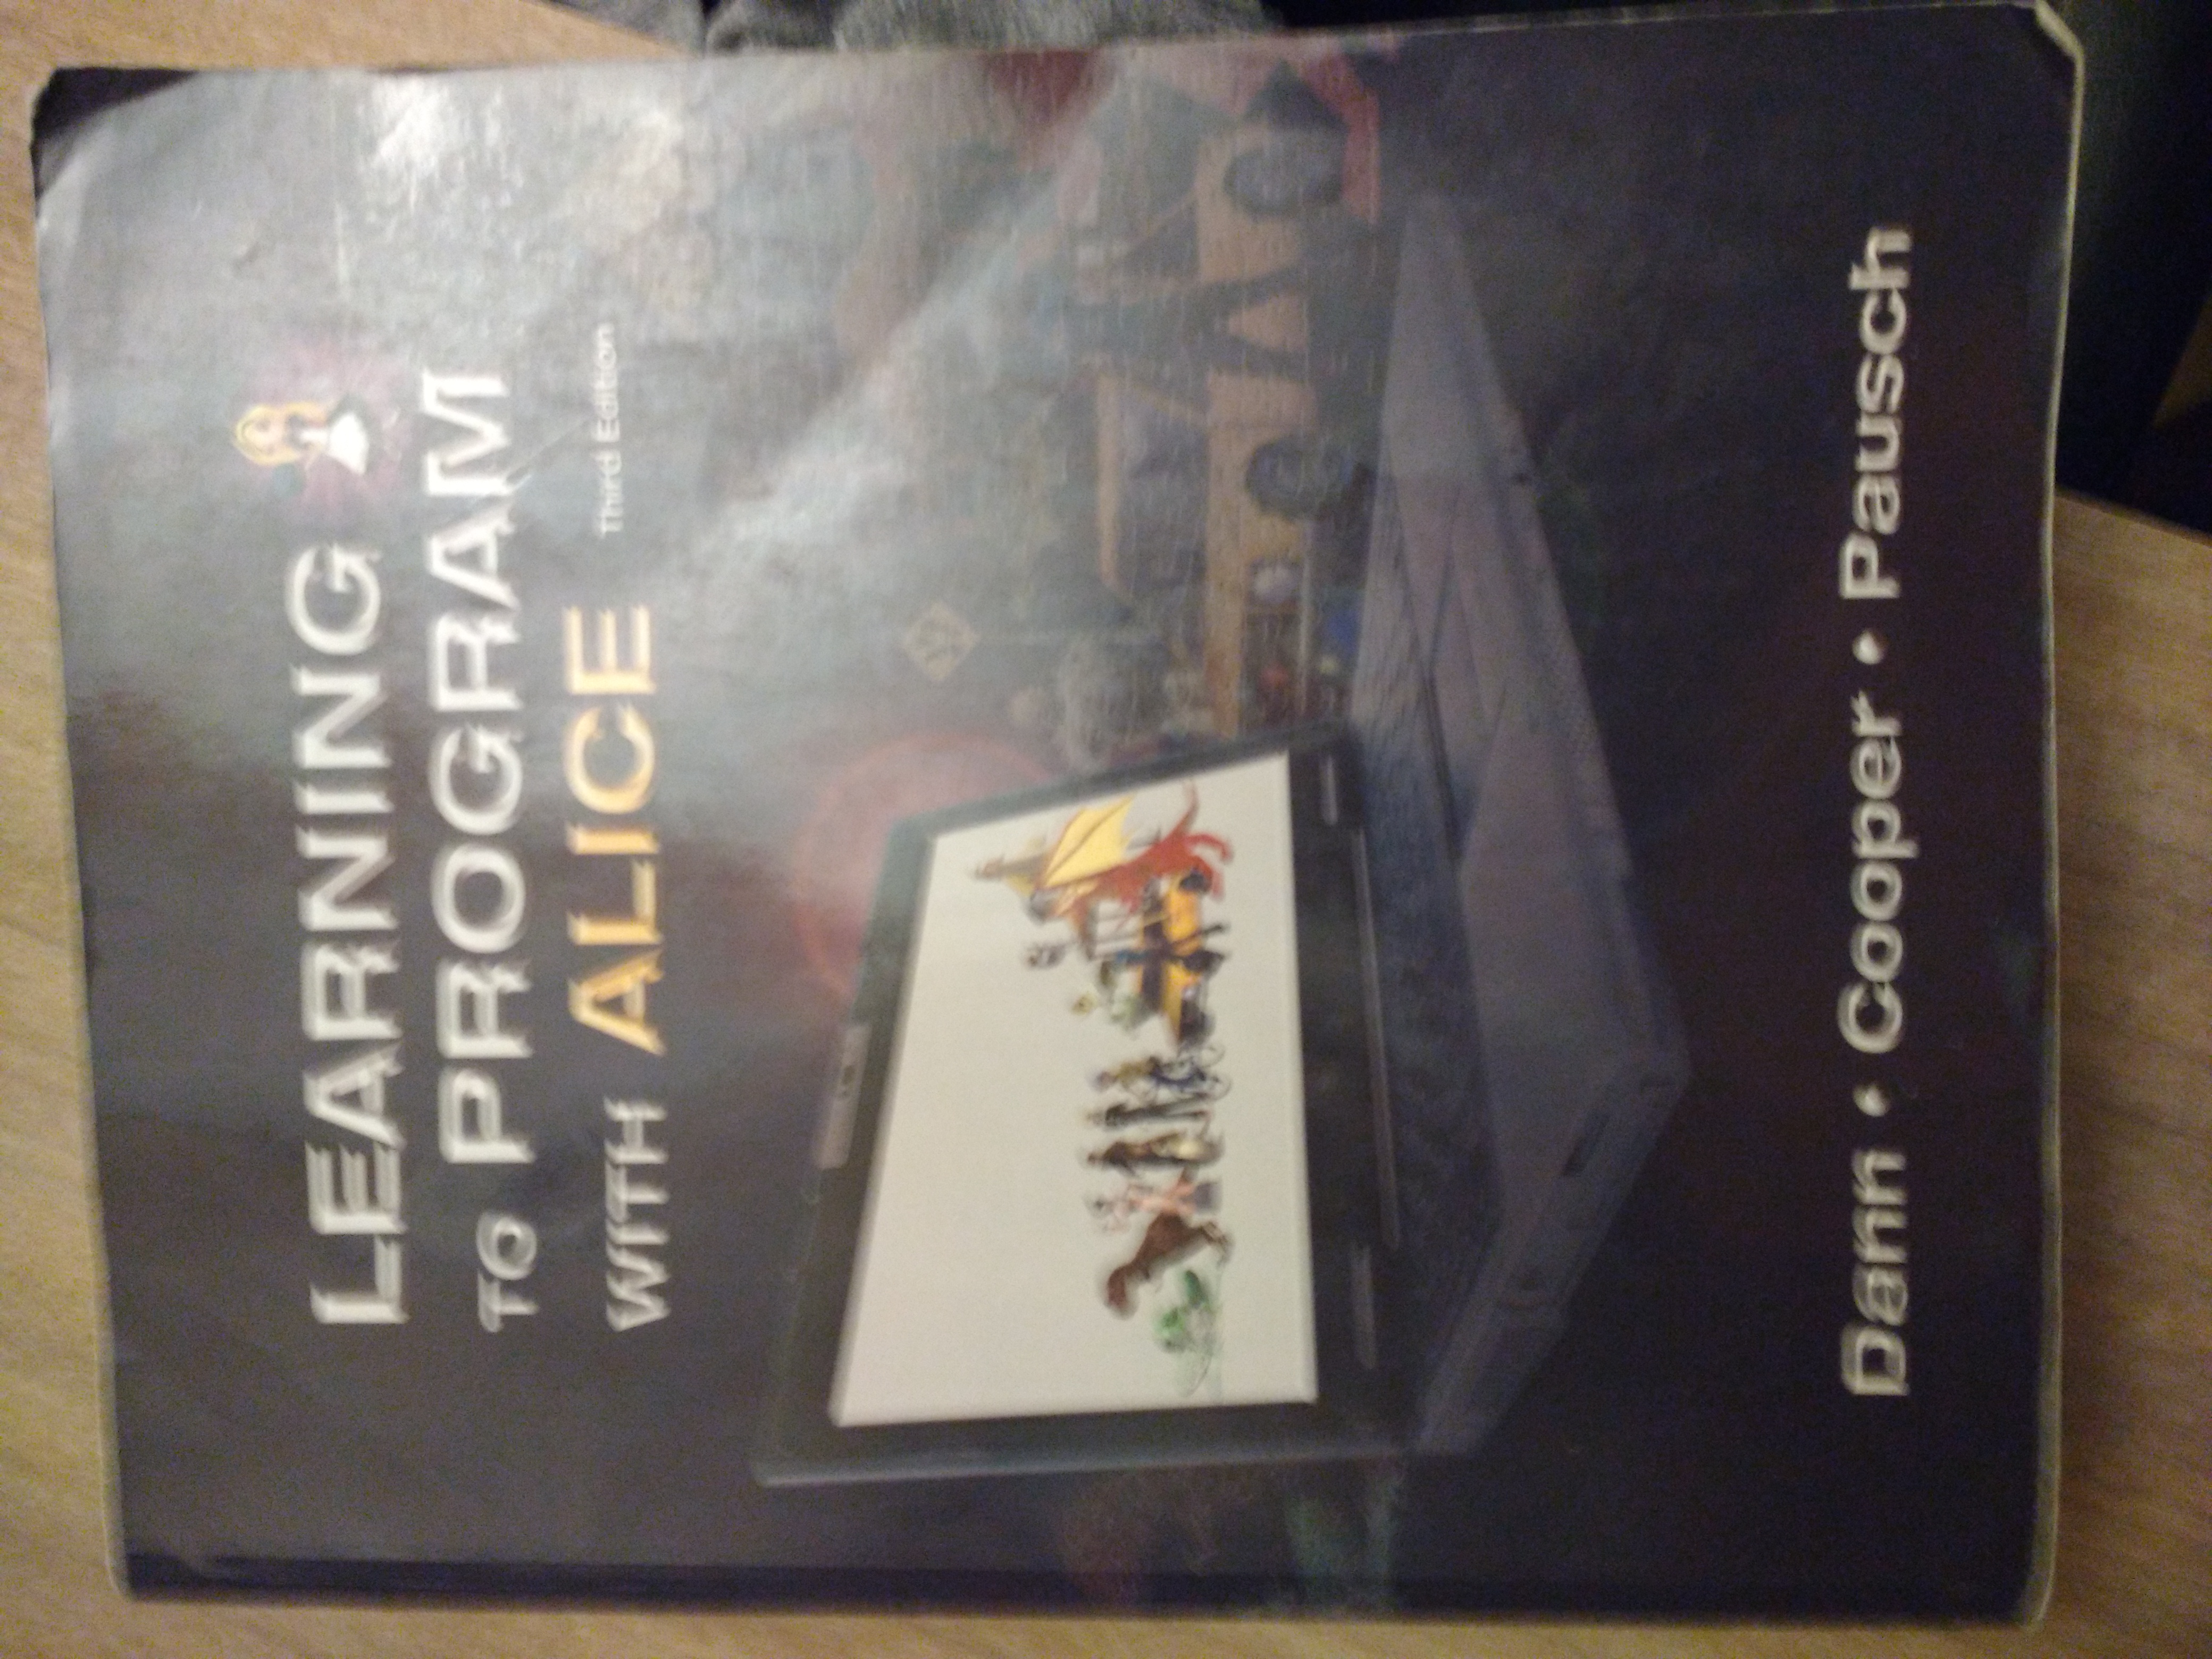 LEARNING
TO PROGRAM
WITH ALICE Third Edition
Dann • Cooper • Pausch